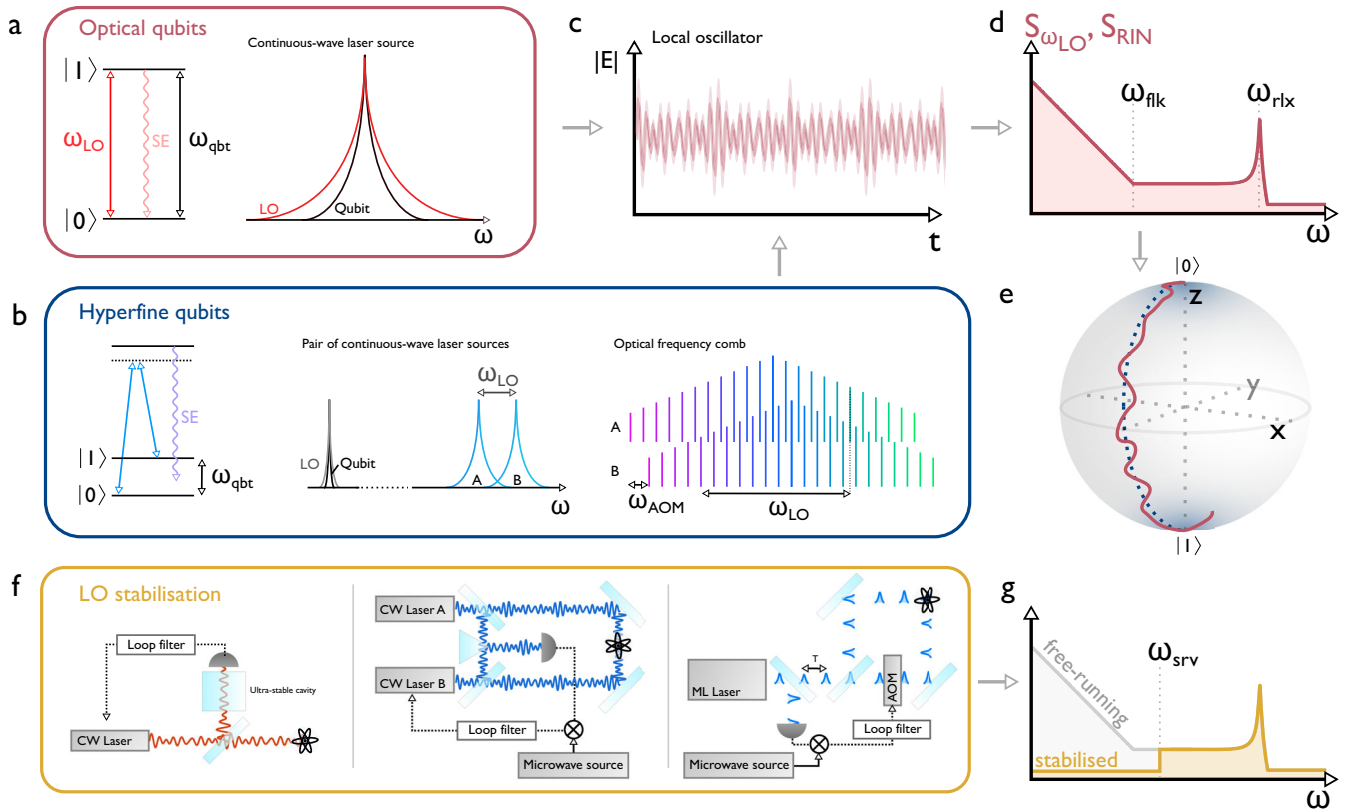 a
Optical qubits
Continuous-wave laser source
|1⟩
ω_LO
SE
ω_qbt
|0⟩
LO
Qubit
ω
c
Local oscillator
|E|
t
d
S_ω_LO, S_RIN
ω_flk
ω_rlx
ω
b
Hyperfine qubits
SE
|1⟩
|0⟩
ω_qbt
Pair of continuous-wave laser sources
ω_LO
LO
Qubit
A
B
ω
Optical frequency comb
A
B
ω_AOM
ω_LO
e
|0⟩
z
y
x
|1⟩
f
LO stabilisation
Loop filter
Ultra-stable cavity
CW Laser
CW Laser A
CW Laser B
Loop filter
Microwave source
ML Laser
T
AOM
Loop filter
Microwave source
g
free-running
ω_srv
stabilised
ω